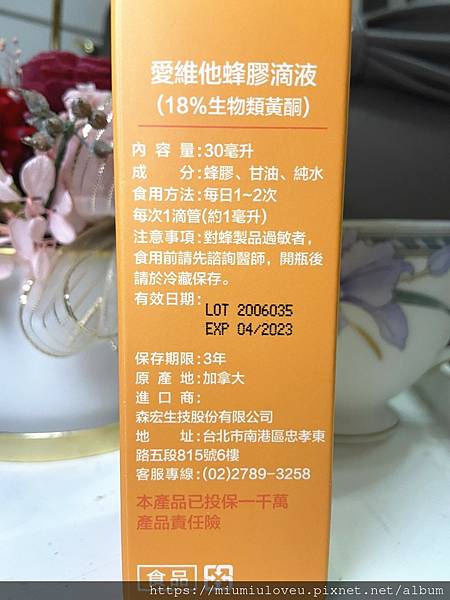 愛維他蜂膠滴液
(18%生物類黃酮)
內容量:30毫升
成分:蜂膠、甘油、純水
食用方法:每日1~2次
每次1滴管(約1毫升)
注意事項:對蜂製品過敏者,
食用前請先諮詢醫師,開瓶後
請於冷藏保存。
有效日期:
LOT 2006035
EXP 04/2023
保存期限:3年
原產地:加拿大
進口商:
森宏生技股份有限公司
地址:台北市南港區忠孝東
路五段815號6樓
客服專線:(02)2789-3258
本產品已投保一千萬
產品責任險
食品
https://miumiuloveu.pixnet.net/album